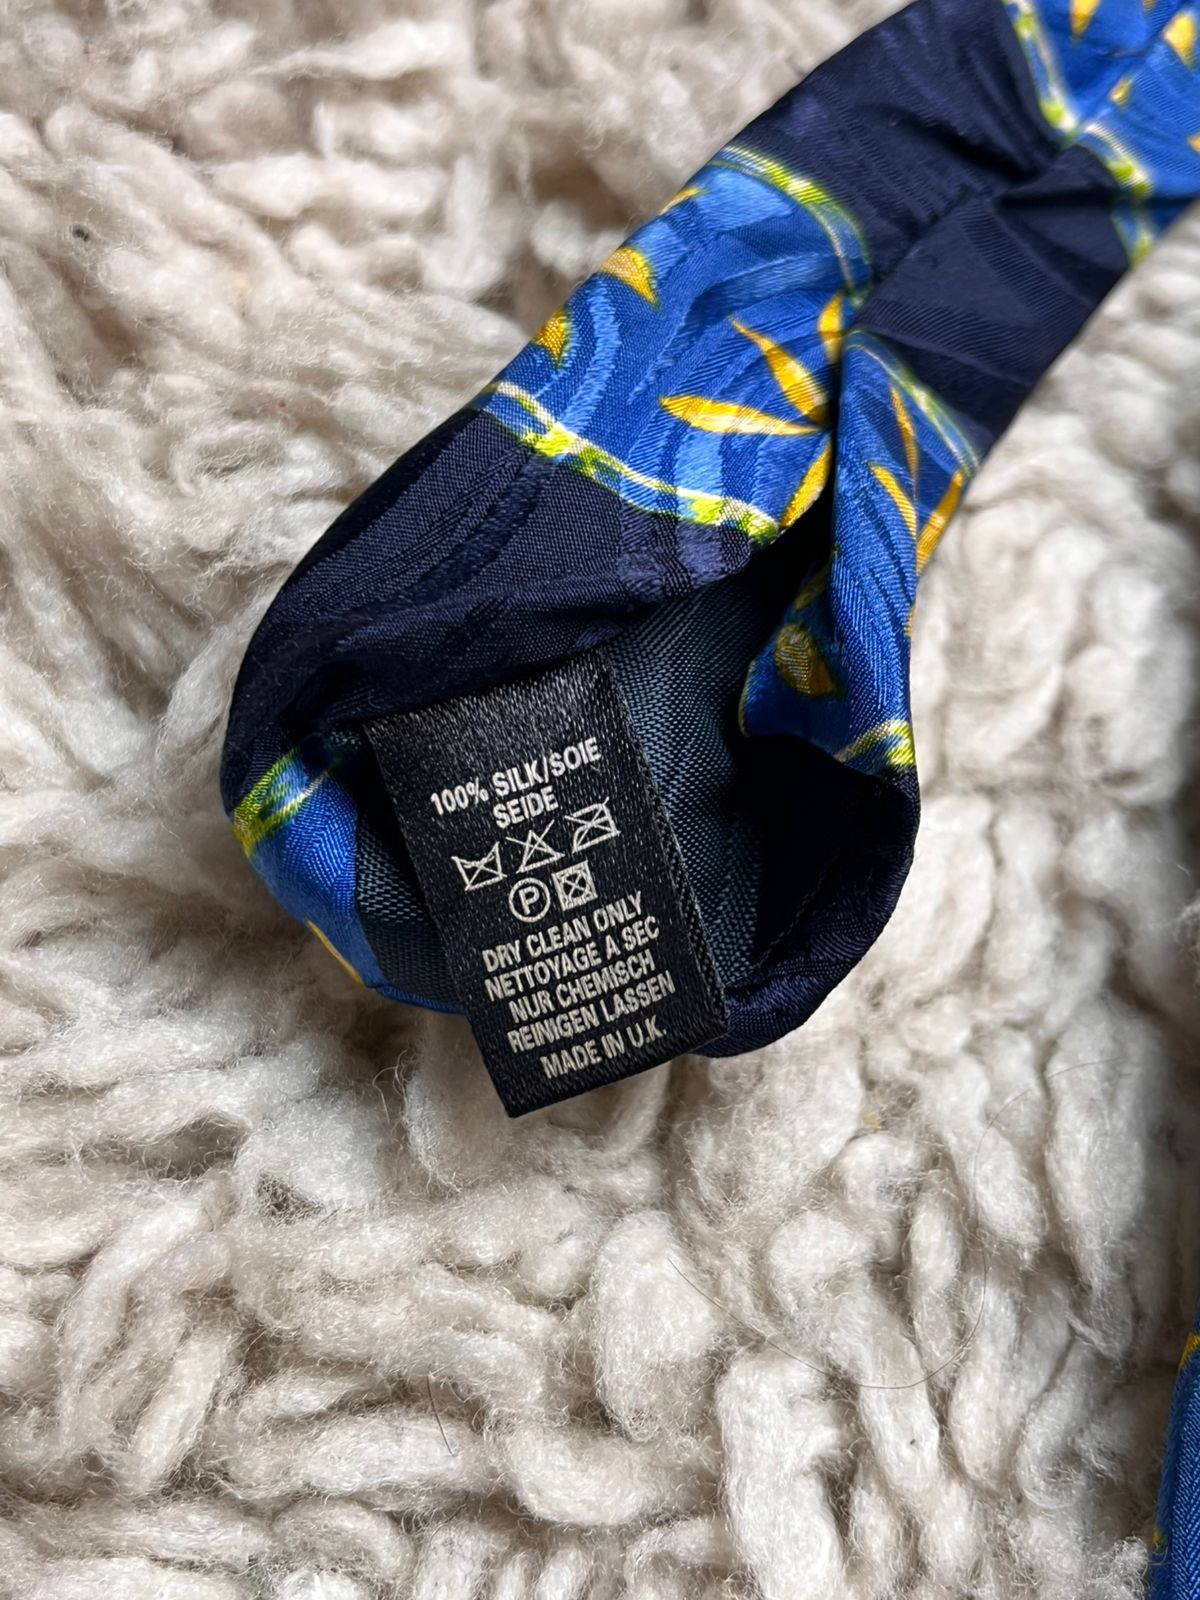 100% SILK/SOIE
SEIDE
P
DRY CLEAN ONLY
NETTOYAGE A SEC
NUR CHEMISCH
REINIGEN LASSEN
MADE IN U.K.